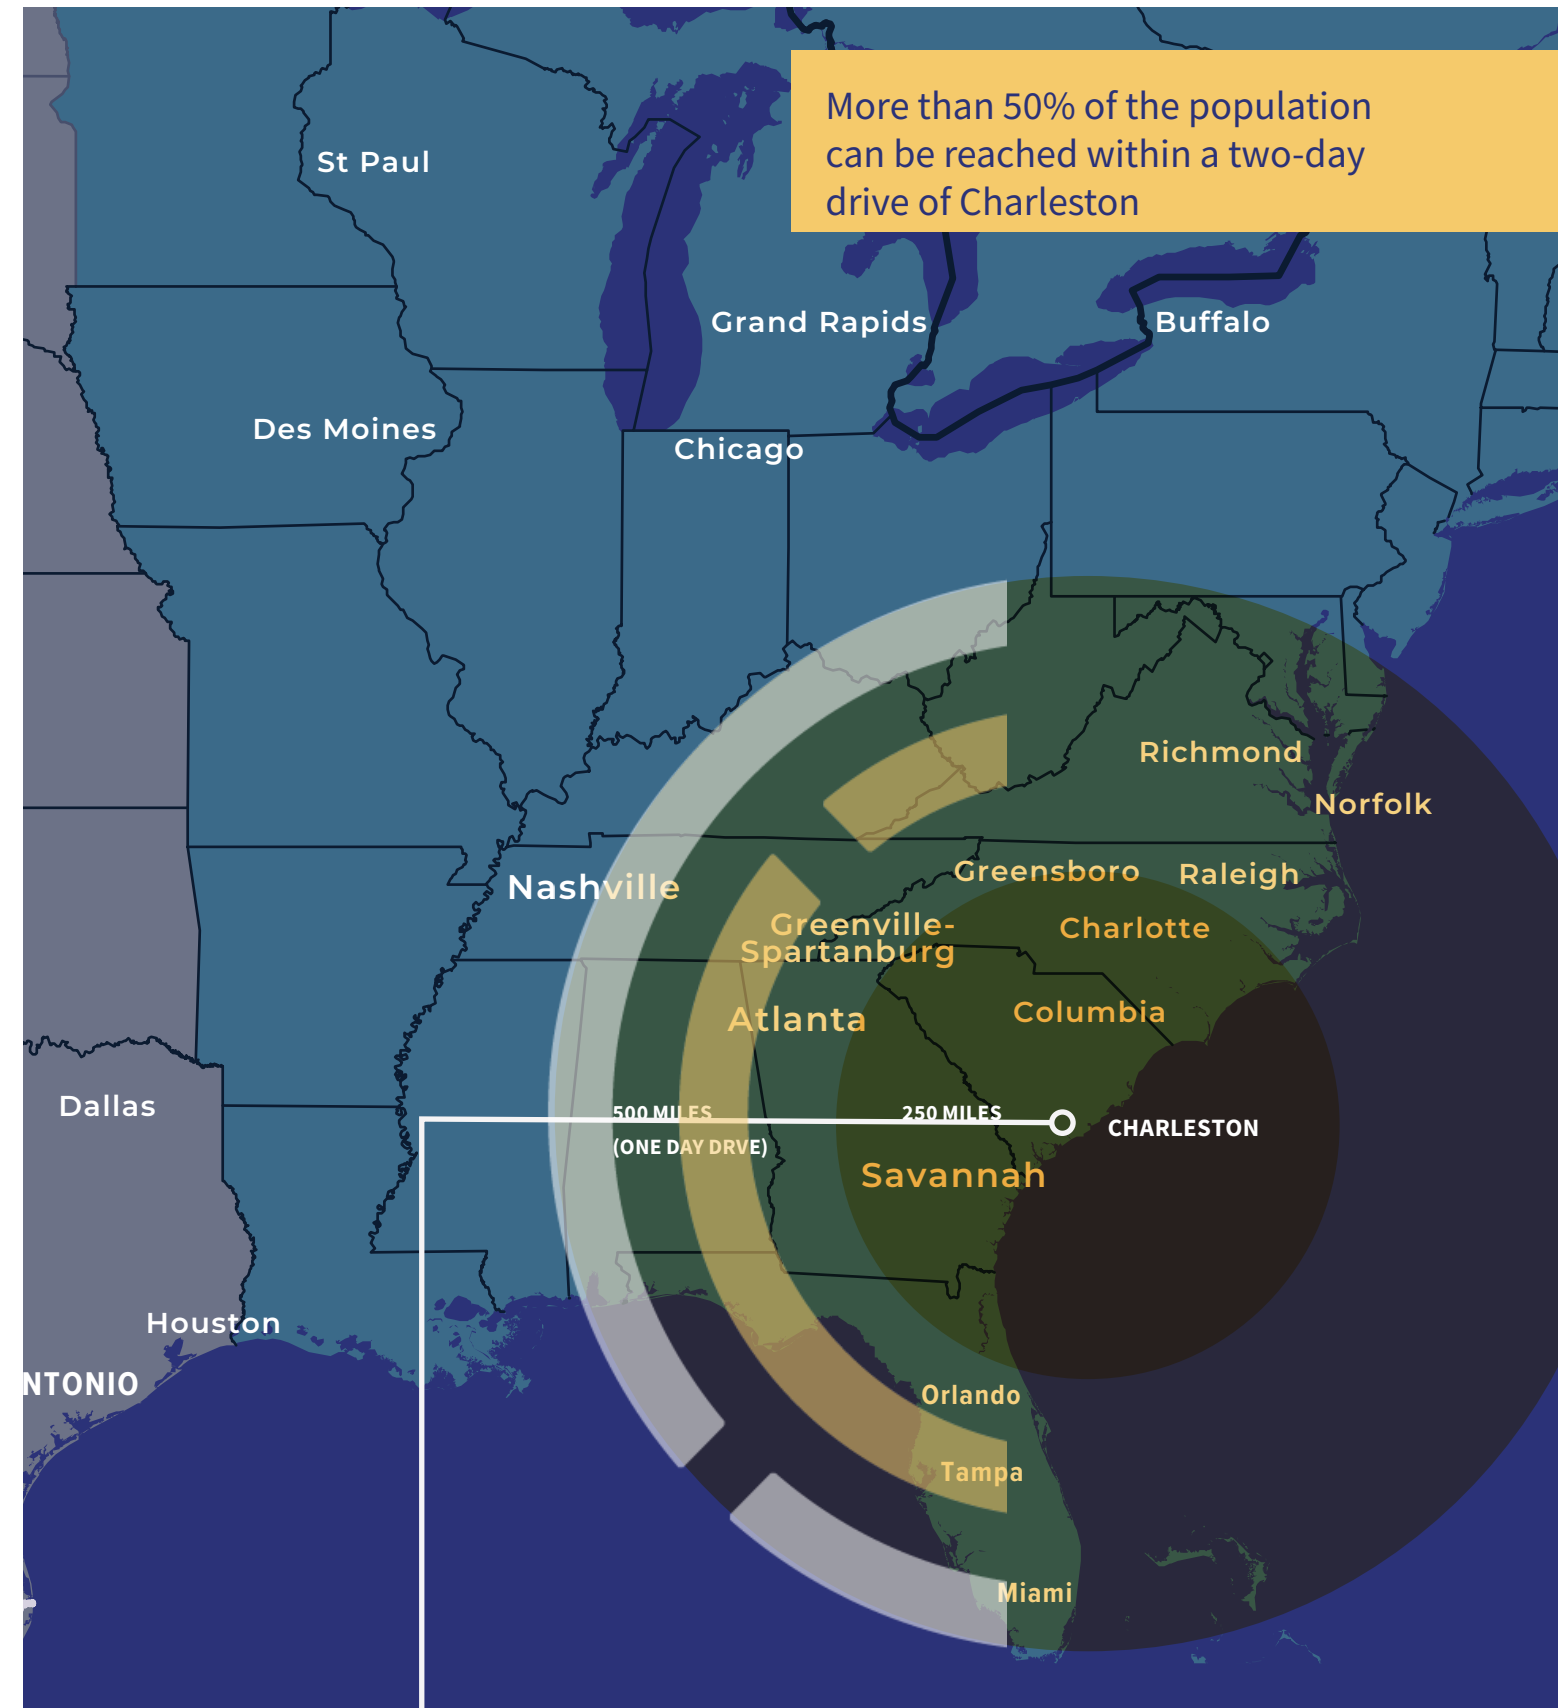 More than 50% of the population
can be reached within a two-day
drive of Charleston
St Paul
Grand Rapids
Buffalo
Des Moines
Chicago
Richmond
Norfolk
Greensboro
Raleigh
Nashville
Greenville-
Spartanburg
Charlotte
Atlanta
Columbia
Dallas
500 MILES
(ONE DAY DRVE)
250 MILES
CHARLESTON
Savannah
Houston
NTONIO
Orlando
Tampa
Miami